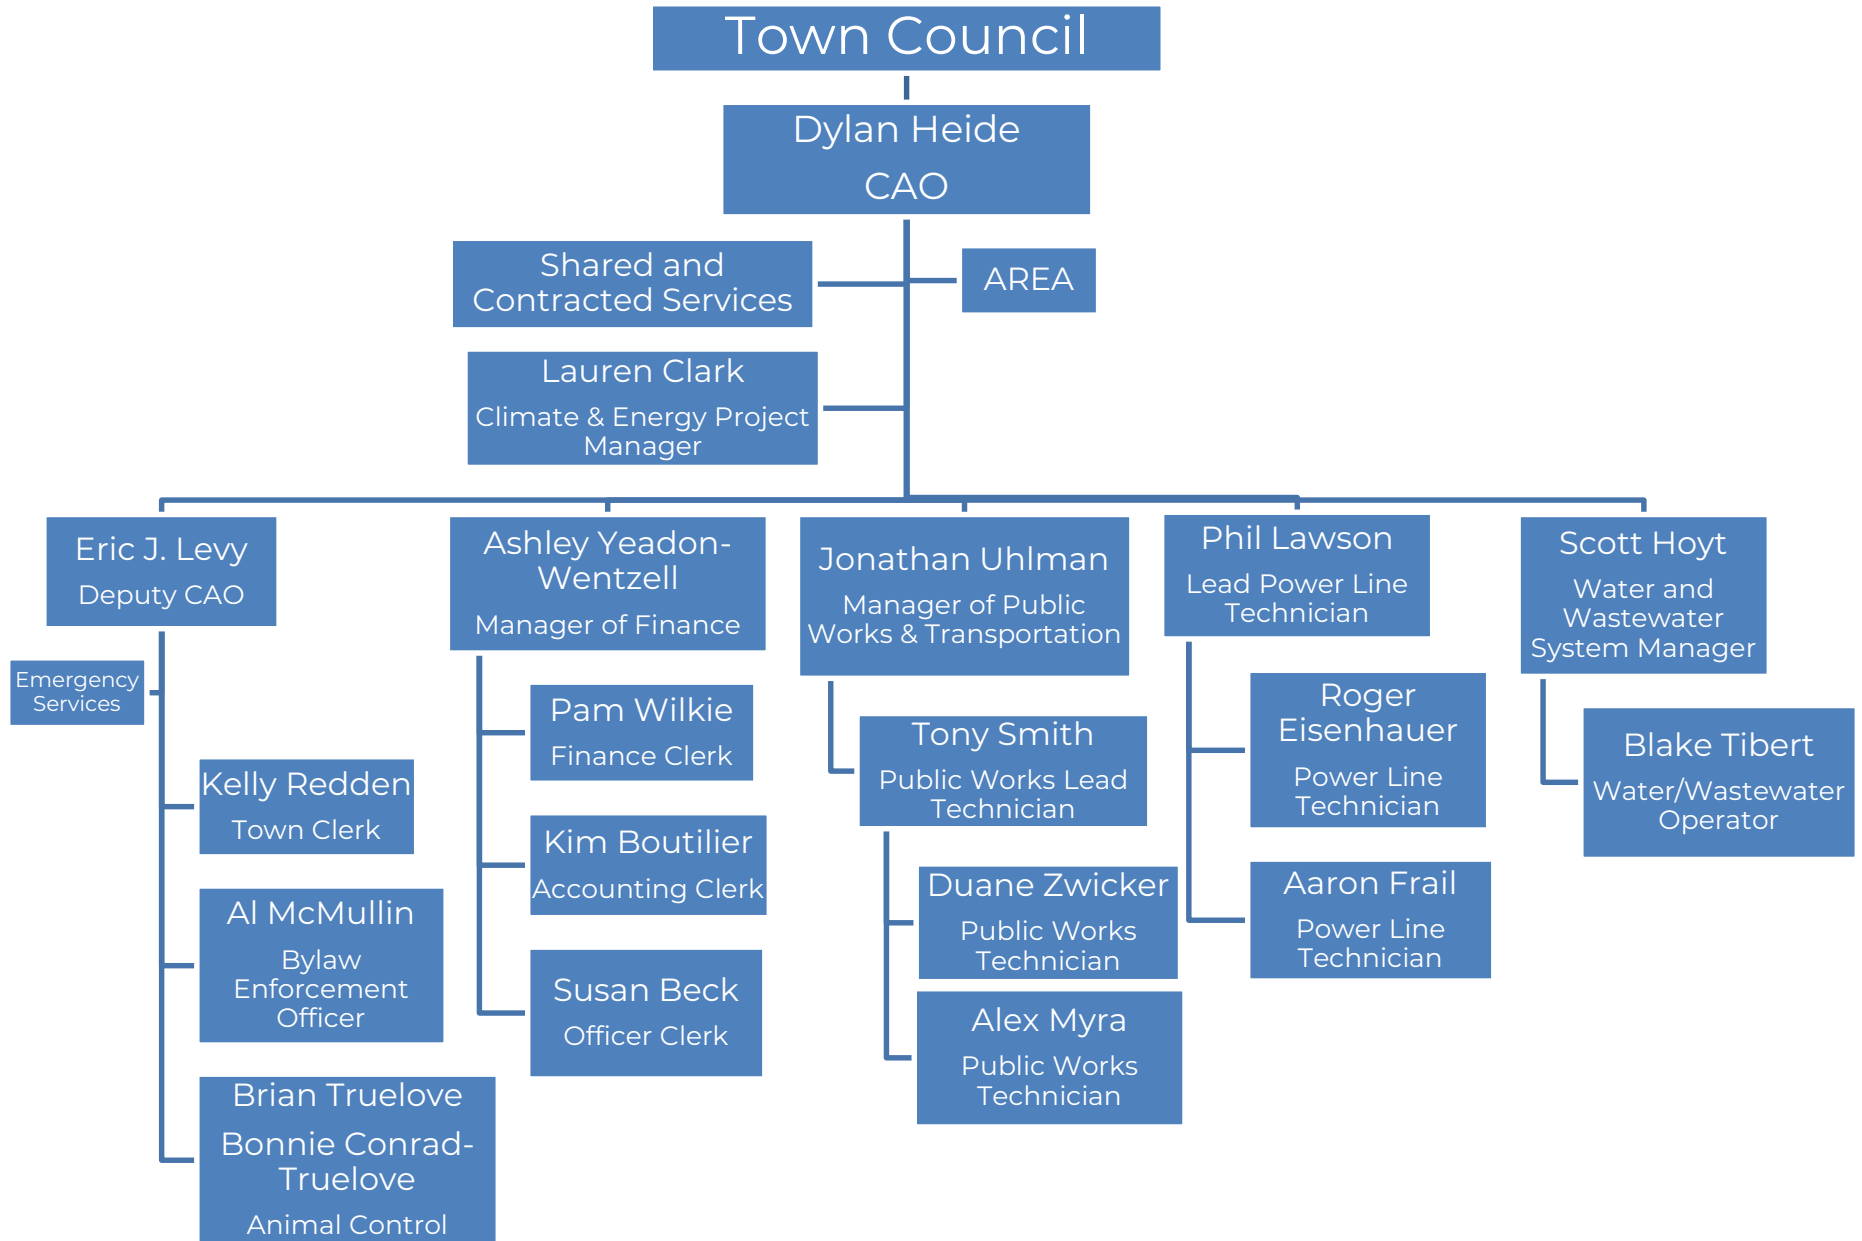 Town Council
Dylan Heide
CAO
Shared and
Contracted Services
AREA
Lauren Clark
Climate & Energy Project
Manager
Eric J. Levy
Deputy CAO
Emergency
Services
Kelly Redden
Town Clerk
Al McMullin
Bylaw
Enforcement
Officer
Brian Truelove
Bonnie Conrad-
Truelove
Animal Control
Ashley Yeadon-
Wentzell
Manager of Finance
Pam Wilkie
Finance Clerk
Kim Boutilier
Accounting Clerk
Susan Beck
Officer Clerk
Jonathan Uhlman
Manager of Public
Works & Transportation
Tony Smith
Public Works Lead
Technician
Duane Zwicker
Public Works
Technician
Alex Myra
Public Works
Technician
Phil Lawson
Lead Power Line
Technician
Roger
Eisenhauer
Power Line
Technician
Aaron Frail
Power Line
Technician
Scott Hoyt
Water and
Wastewater
System Manager
Blake Tibert
Water/Wastewater
Operator